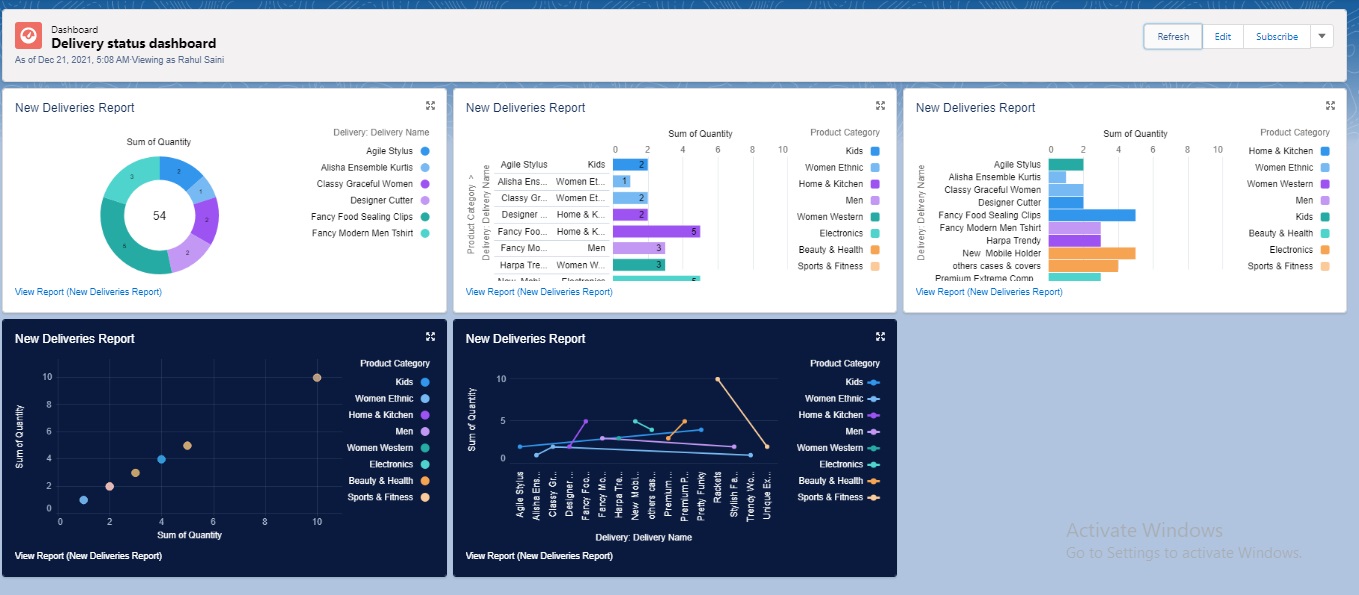 Dashboard
Delivery status dashboard
As of Dec 21, 2021, 5:08 AM·Viewing as Rahul Saini
Refresh
Edit
Subscribe
New Deliveries Report
Sum of Quantity
2
1
2
2
6
3
54
Delivery: Delivery Name
Agile Stylus
Alisha Ensemble Kurtis
Classy Graceful Women
Designer Cutter
Fancy Food Sealing Clips
Fancy Modern Men Tshirt
View Report (New Deliveries Report)
New Deliveries Report
Sum of Quantity
0 2 4 6 8 10
Product Category >
Delivery: Delivery Name
Agile Stylus Kids 2
Alisha Ens... Women Et... 1
Classy Gr... Women Et... 2
Designer ... Home & K... 2
Fancy Foo... Home & K... 5
Fancy Mo... Men 3
Harpa Tre... Women W... 3
New Mobi... Electronics 5
Product Category
Kids
Women Ethnic
Home & Kitchen
Men
Women Western
Electronics
Beauty & Health
Sports & Fitness
View Report (New Deliveries Report)
New Deliveries Report
Sum of Quantity
0 2 4 6 8 10
Delivery: Delivery Name
Agile Stylus
Alisha Ensemble Kurtis
Classy Graceful Women
Designer Cutter
Fancy Food Sealing Clips
Fancy Modern Men Tshirt
Harpa Trendy
New Mobile Holder
others cases & covers
Premium Extreme Comp...
Product Category
Home & Kitchen
Women Ethnic
Women Western
Men
Kids
Beauty & Health
Electronics
Sports & Fitness
View Report (New Deliveries Report)
New Deliveries Report
Sum of Quantity
10
8
6
4
2
0
0 2 4 6 8 10
Sum of Quantity
Product Category
Kids
Women Ethnic
Home & Kitchen
Men
Women Western
Electronics
Beauty & Health
Sports & Fitness
View Report (New Deliveries Report)
New Deliveries Report
Sum of Quantity
10
5
0
Agile Stylus
Alisha Ens...
Classy Gr...
Designer ...
Fancy Foo...
Fancy Mo...
Harpa Tre...
New Mobi...
others cas...
Premium...
Premium P...
Pretty Funky
Rackets
Stylish Fa...
Trendy Wo...
Unique Ex...
Delivery: Delivery Name
Product Category
Kids
Women Ethnic
Home & Kitchen
Men
Women Western
Electronics
Beauty & Health
Sports & Fitness
View Report (New Deliveries Report)
Activate Windows
Go to Settings to activate Windows.